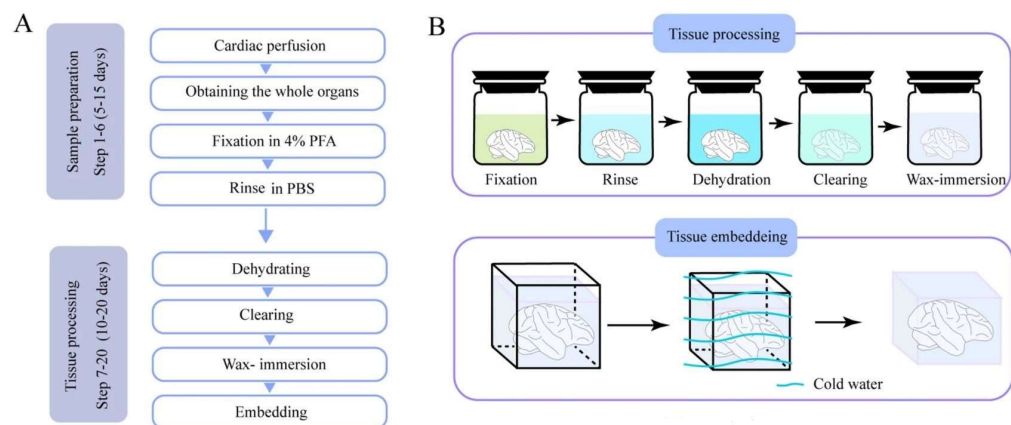 A
Sample preparation
Step 1-6 (5-15 days)
Cardiac perfusion
Obtaining the whole organs
Fixation in 4% PFA
Rinse in PBS
Tissue processing
Step 7-20 (10-20 days)
Dehydrating
Clearing
Wax- immersion
Embedding
B
Tissue processing
Fixation
Rinse
Dehydration
Clearing
Wax-immersion
Tissue embeddeing
Cold water